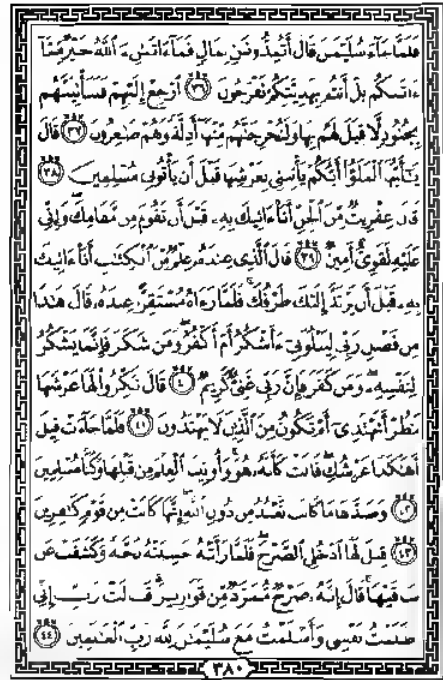 فَلَمَّا جَآءَ سُلَيْمَٰنَ قَالَ أَتُمِدُّونَنِ بِمَالٍ فَمَآ ءَاتَىٰنِۦَ ٱللَّهُ خَيْرٌ مِّمَّآ
ءَاتَىٰكُم بَلْ أَنتُم بِهَدِيَّتِكُمْ تَفْرَحُونَ ٣٦ ٱرْجِعْ إِلَيْهِمْ فَلَنَأْتِيَنَّهُم
بِجُنُودٍ لَّا قِبَلَ لَهُم بِهَا وَلَنُخْرِجَنَّهُم مِّنْهَآ أَذِلَّةً وَهُمْ صَٰغِرُونَ ٣٧ قَالَ
يَٰٓأَيُّهَا ٱلْمَلَؤُا۟ أَيُّكُمْ يَأْتِينِى بِعَرْشِهَا قَبْلَ أَن يَأْتُونِى مُسْلِمِينَ ٣٨
قَالَ عِفْرِيتٌ مِّنَ ٱلْجِنِّ أَنَا۠ ءَاتِيكَ بِهِۦ قَبْلَ أَن تَقُومَ مِن مَّقَامِكَ وَإِنِّى
عَلَيْهِ لَقَوِىٌّ أَمِينٌ ٣٩ قَالَ ٱلَّذِى عِندَهُۥ عِلْمٌ مِّنَ ٱلْكِتَٰبِ أَنَا۠ ءَاتِيكَ
بِهِۦ قَبْلَ أَن يَرْتَدَّ إِلَيْكَ طَرْفُكَ فَلَمَّا رَءَاهُ مُسْتَقِرًّا عِندَهُۥ قَالَ هَٰذَا
مِن فَضْلِ رَبِّى لِيَبْلُوَنِىٓ ءَأَشْكُرُ أَمْ أَكْفُرُ وَمَن شَكَرَ فَإِنَّمَا يَشْكُرُ
لِنَفْسِهِۦ وَمَن كَفَرَ فَإِنَّ رَبِّى غَنِىٌّ كَرِيمٌ ٤٠ قَالَ نَكِّرُوا۟ لَهَا عَرْشَهَا
نَنظُرْ أَتَهْتَدِىٓ أَمْ تَكُونُ مِنَ ٱلَّذِينَ لَا يَهْتَدُونَ ٤١ فَلَمَّا جَآءَتْ قِيلَ
أَهَٰكَذَا عَرْشُكِ قَالَتْ كَأَنَّهُۥ هُوَ وَأُوتِينَا ٱلْعِلْمَ مِن قَبْلِهَا وَكُنَّا مُسْلِمِينَ
٤٢ وَصَدَّهَا مَا كَانَت تَّعْبُدُ مِن دُونِ ٱللَّهِ إِنَّهَا كَانَتْ مِن قَوْمٍ كَٰفِرِينَ
٤٣ قِيلَ لَهَا ٱدْخُلِى ٱلصَّرْحَ فَلَمَّا رَأَتْهُ حَسِبَتْهُ لُجَّةً وَكَشَفَتْ عَن
سَاقَيْهَا قَالَ إِنَّهُۥ صَرْحٌ مُّمَرَّدٌ مِّن قَوَارِيرَ قَالَتْ رَبِّ إِنِّى
ظَلَمْتُ نَفْسِى وَأَسْلَمْتُ مَعَ سُلَيْمَٰنَ لِلَّهِ رَبِّ ٱلْعَٰلَمِينَ ٤٤
٣٨٠